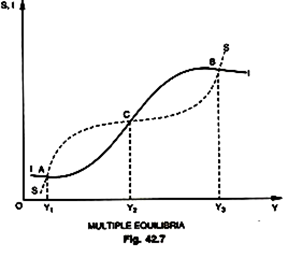 S, I
S
B
I
C
I A
S
O Y₁ Y₂ Y₃ Y
MULTIPLE EQUILIBRIA
Fig. 42.7